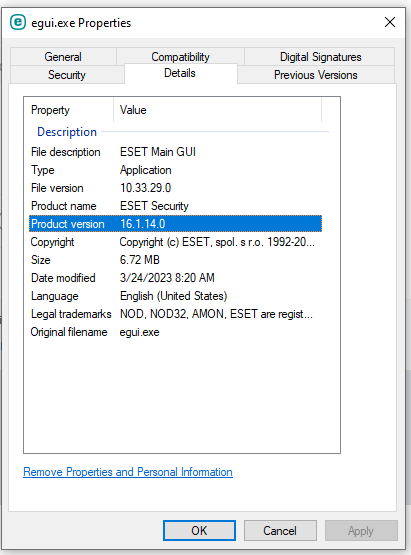 egui.exe Properties
General Compatibility Digital Signatures
Security Details Previous Versions
Property Value
Description
File description ESET Main GUI
Type Application
File version 10.33.29.0
Product name ESET Security
Product version 16.1.14.0
Copyright Copyright (c) ESET, spol. s r.o. 1992-20...
Size 6.72 MB
Date modified 3/24/2023 8:20 AM
Language English (United States)
Legal trademarks NOD, NOD32, AMON, ESET are regist...
Original filename egui.exe
Remove Properties and Personal Information
OK Cancel Apply